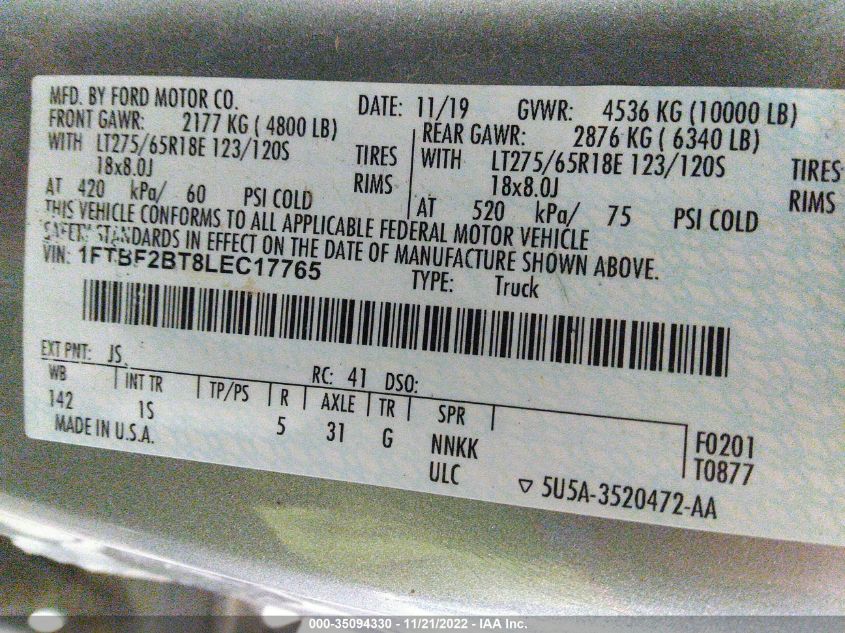 MFD. BY FORD MOTOR CO.
DATE: 11/19
GVWR: 4536 KG (10000 LB)
FRONT GAWR: 2177 KG ( 4800 LB)
WITH LT275/65R18E 123/120S TIRES
18x8.0J RIMS
AT 420 kPa/ 60 PSI COLD
REAR GAWR: 2876 KG ( 6340 LB)
WITH LT275/65R18E 123/120S TIRES
18x8.0J RIMS
AT 520 kPa/ 75 PSI COLD
THIS VEHICLE CONFORMS TO ALL APPLICABLE FEDERAL MOTOR VEHICLE
SAFETY STANDARDS IN EFFECT ON THE DATE OF MANUFACTURE SHOWN ABOVE.
VIN: 1FTBF2BT8LEC17765
TYPE: Truck
EXT PNT: JS
RC: 41 DSO:
WB INT TR TP/PS R AXLE TR SPR
142 1S 5 31 G NNKK
ULC
MADE IN U.S.A.
F0201
T0877
▽ 5U5A-3520472-AA
000-35094330 - 11/21/2022 - IAA Inc.